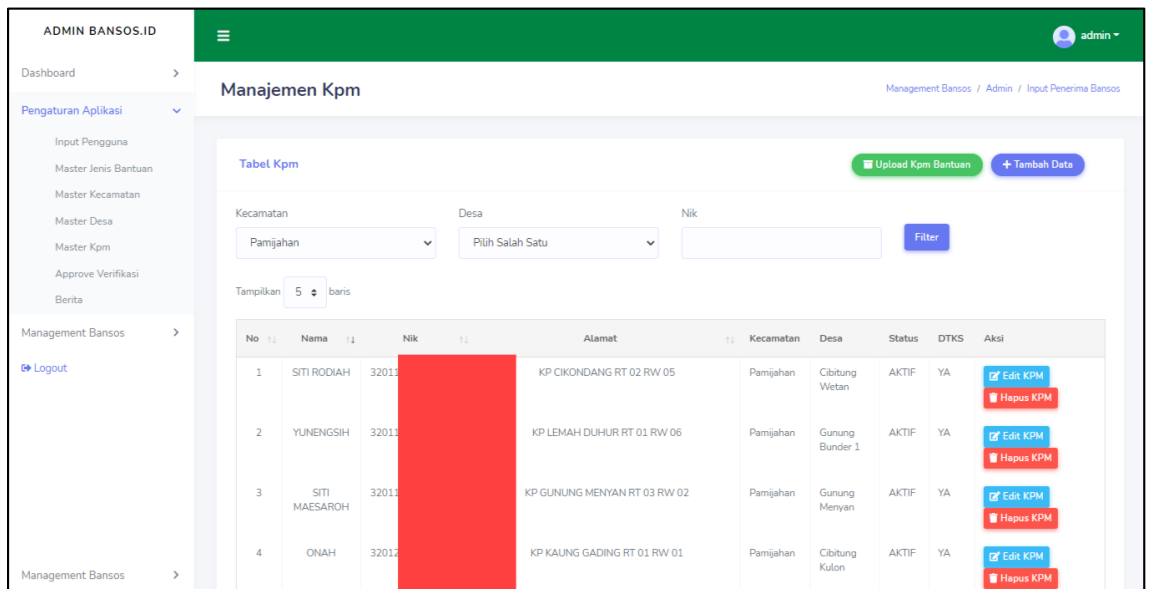 ADMIN BANSOS.ID
admin
Dashboard
Pengaturan Aplikasi
Input Pengguna
Master Jenis Bantuan
Master Kecamatan
Master Desa
Master Kpm
Approve Verifikasi
Berita
Management Bansos
Logout
Management Bansos
Manajemen Kpm
Management Bansos / Admin / Input Penerima Bansos
Tabel Kpm
Upload Kpm Bantuan
+ Tambah Data
Kecamatan Desa Nik
Pamijahan Pilih Salah Satu Filter
Tampilkan 5 baris
No Nama Nik Alamat Kecamatan Desa Status DTKS Aksi
1 SITI RODIAH 32011 KP CIKONDANG RT 02 RW 05 Pamijahan Cibitung AKTIF YA Edit KPM
Wetan Hapus KPM
2 YUNENGSIH 32011 KP LEMAH DUHUR RT 01 RW 06 Pamijahan Gunung AKTIF YA Edit KPM
Bunder 1 Hapus KPM
3 SITI 32011 KP GUNUNG MENYAN RT 03 RW 02 Pamijahan Gunung AKTIF YA Edit KPM
MAESAROH Menyan Hapus KPM
4 ONAH 32012 KP KAUNG GADING RT 01 RW 01 Pamijahan Cibitung AKTIF YA Edit KPM
Kulon Hapus KPM